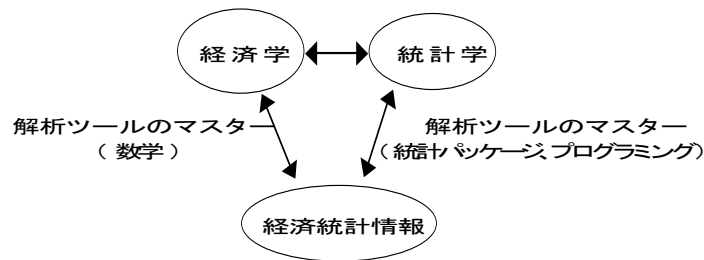 経済学
統計学
解析ツールのマスター
(数学)
解析ツールのマスター
(統計パッケージ、プログラミング)
経済統計情報